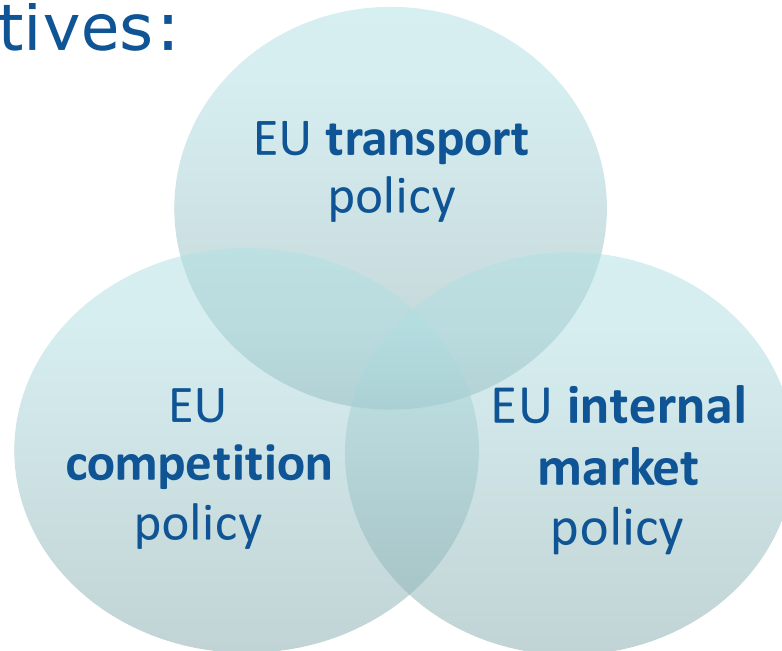 tives:
EU transport
policy
EU
competition
policy
EU internal
market
policy